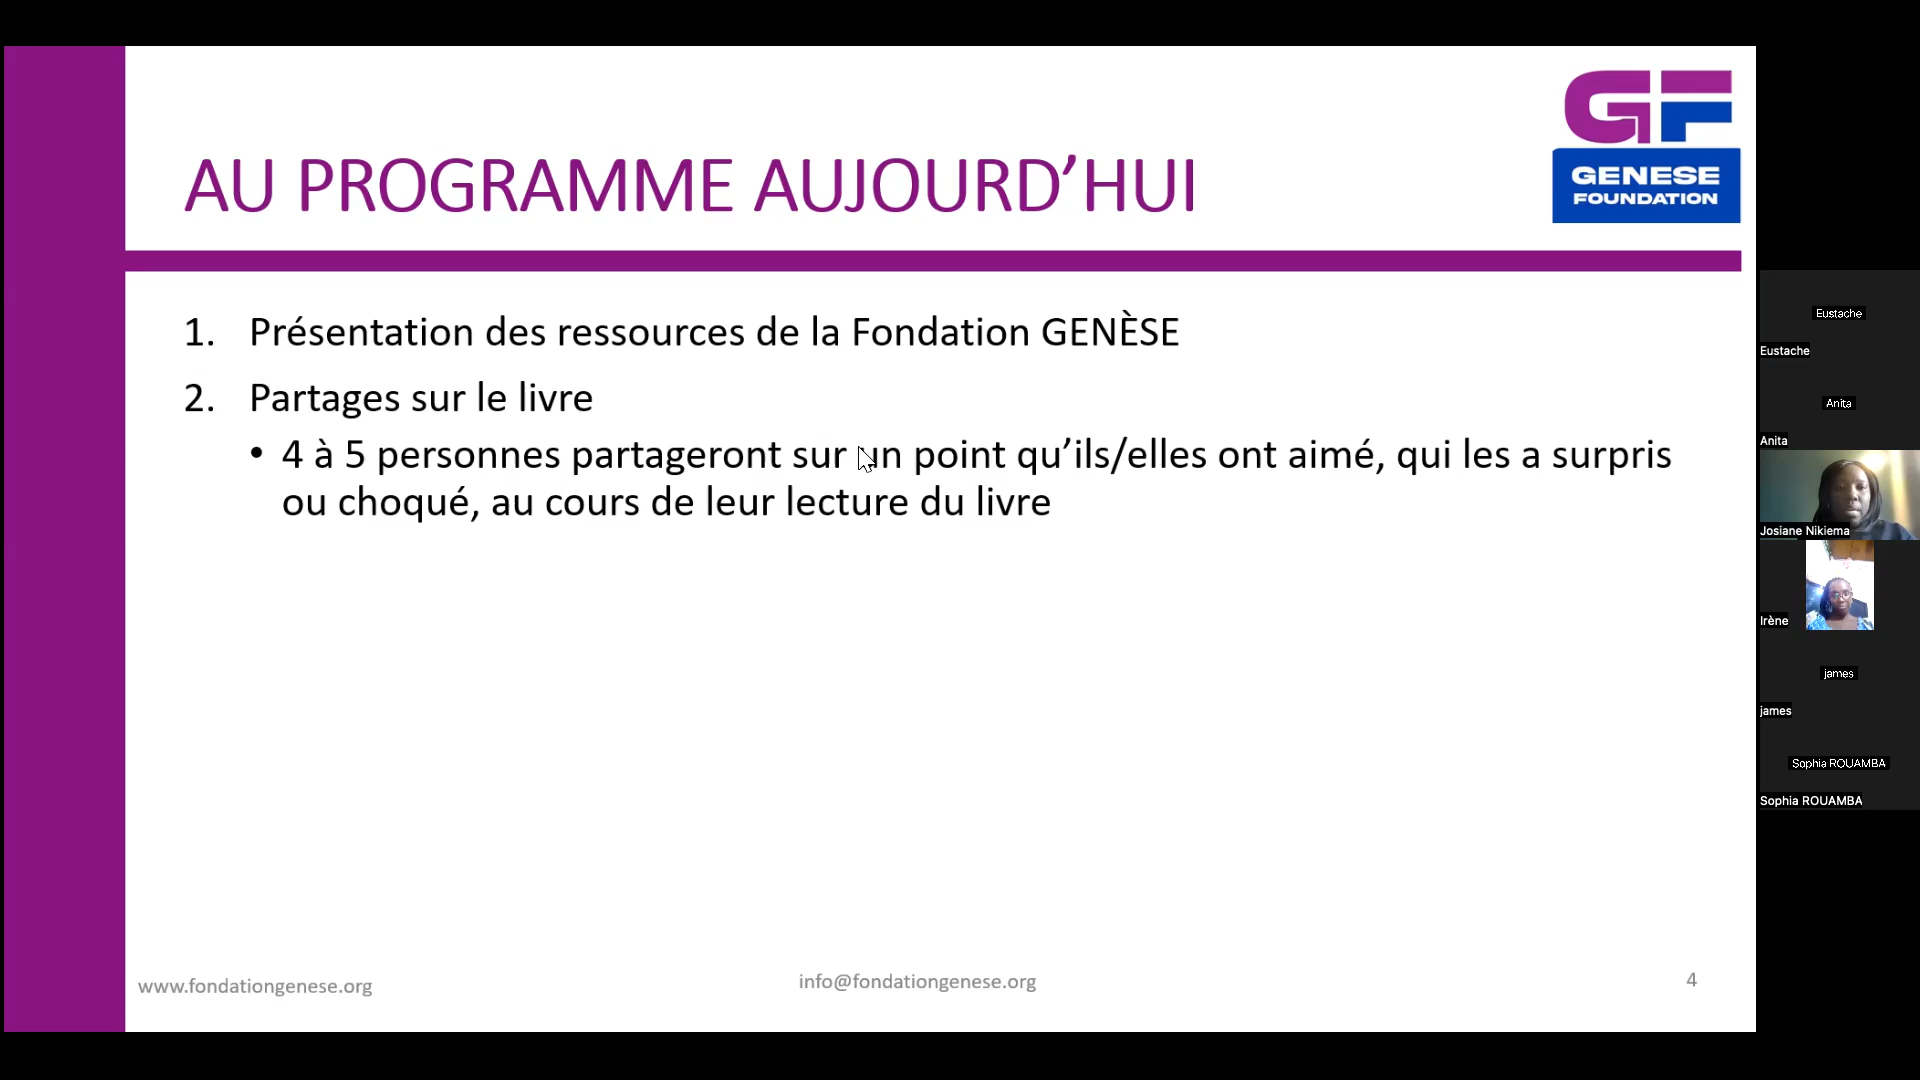 AU PROGRAMME AUJOURD’HUI
GF
GENESE
FOUNDATION
1. Présentation des ressources de la Fondation GENÈSE
2. Partages sur le livre
• 4 à 5 personnes partageront sur un point qu’ils/elles ont aimé, qui les a surpris
ou choqué, au cours de leur lecture du livre
www.fondationgenese.org
info@fondationgenese.org
4
Eustache
Eustache
Anita
Anita
Josiane Nikiema
Irène
james
james
Sophia ROUAMBA
Sophia ROUAMBA